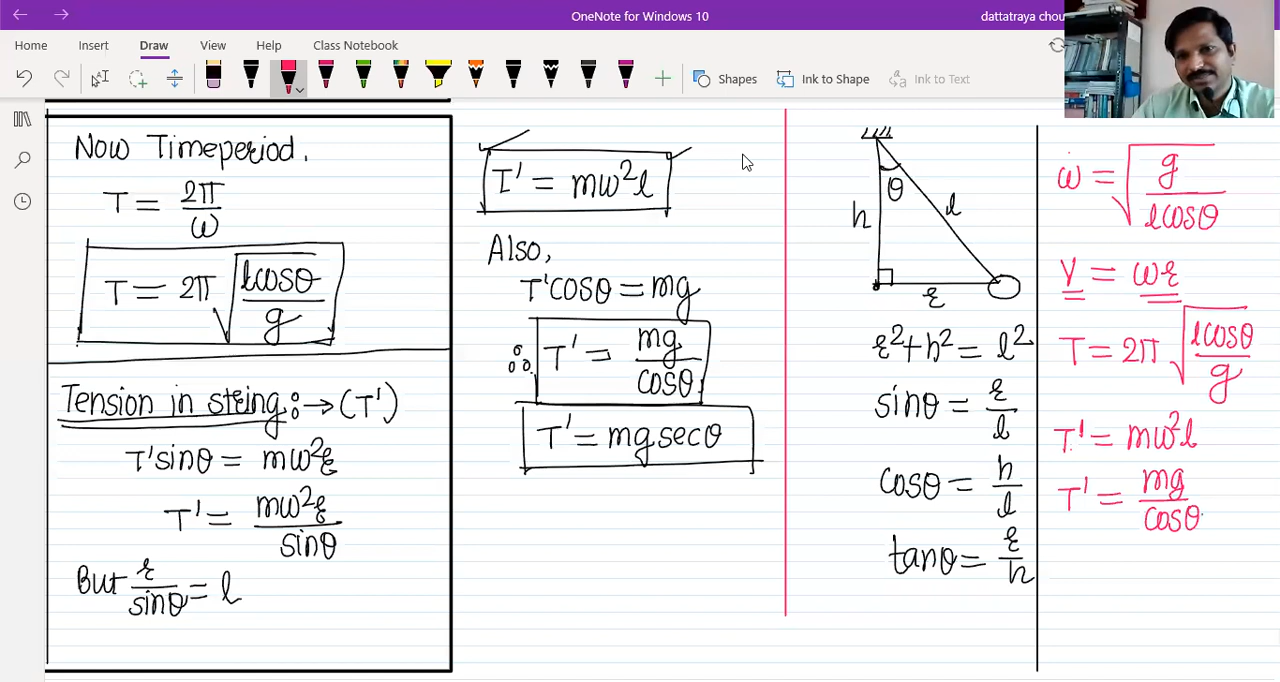 OneNote for Windows 10
dattatraya chou
Home Insert Draw View Help Class Notebook
Shapes Ink to Shape Ink to Text
Now Timeperiod.
T = 2π/ω
T = 2π√(lcosθ/g)
Tension in string :→ (T')
T'sinθ = mω²r
T' = mω²r/sinθ
But r/sinθ = l
T' = mω²l
Also,
T'cosθ = mg
∴ T' = mg/cosθ
T' = mgsecθ
θ
h
l
r
r²+h² = l²
sinθ = r/l
cosθ = h/l
tanθ = r/h
ω = √(g/lcosθ)
V = ωr
T = 2π√(lcosθ/g)
T' = mω²l
T' = mg/cosθ